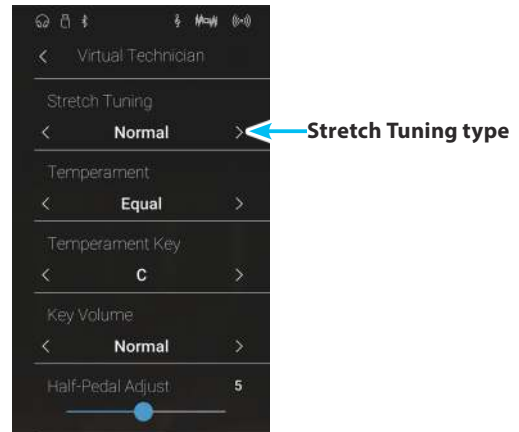 Virtual Technician
Stretch Tuning
Normal
Stretch Tuning type
Temperament
Equal
Temperament Key
C
Key Volume
Normal
Half-Pedal Adjust 5